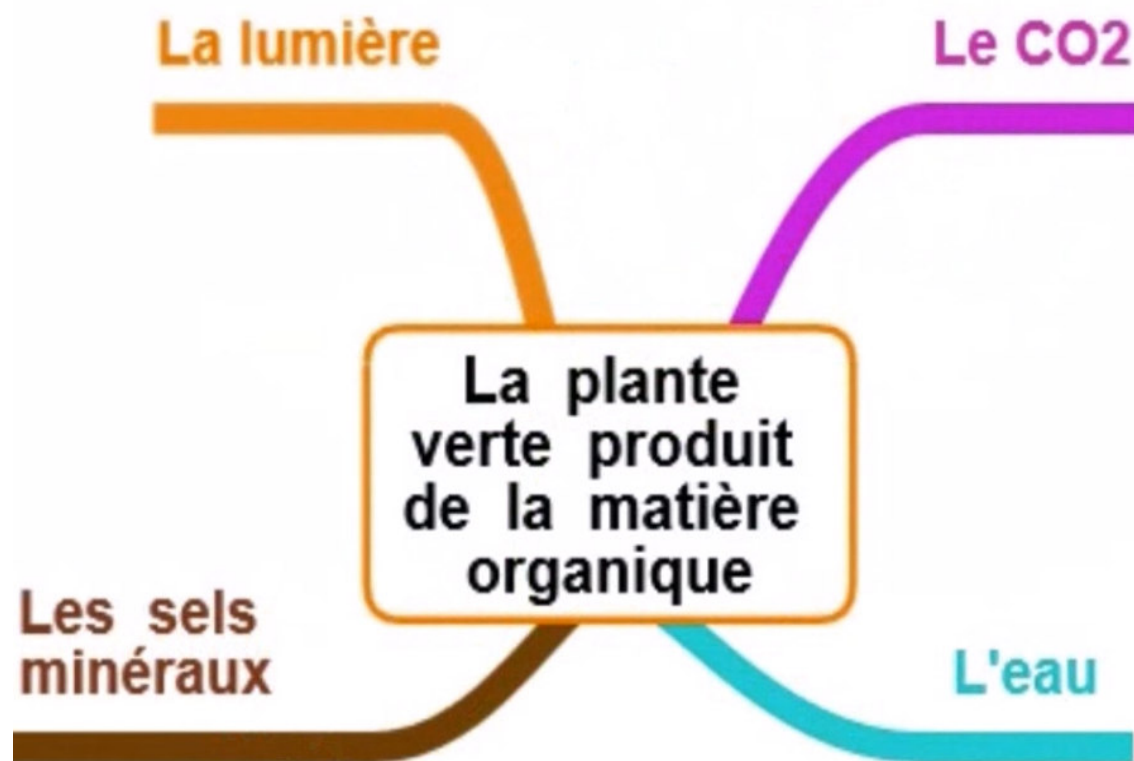 La lumière
Le CO2
La plante
verte produit
de la matière
organique
Les sels
minéraux
L'eau